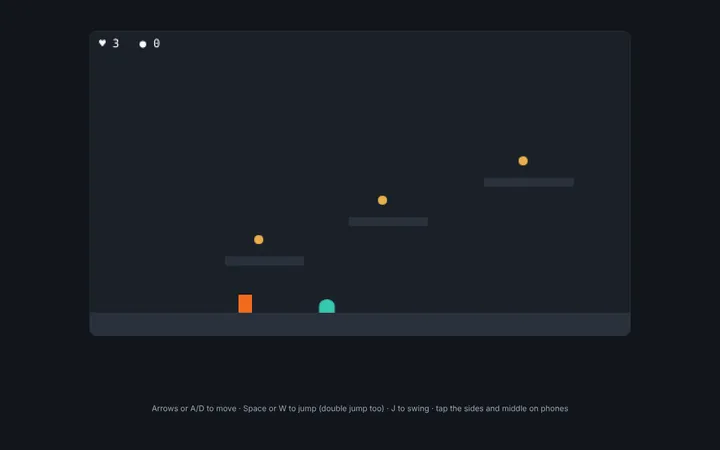 ♥ 3 ● 0
Arrows or A/D to move · Space or W to jump (double jump too) · J to swing · tap the sides and middle on phones